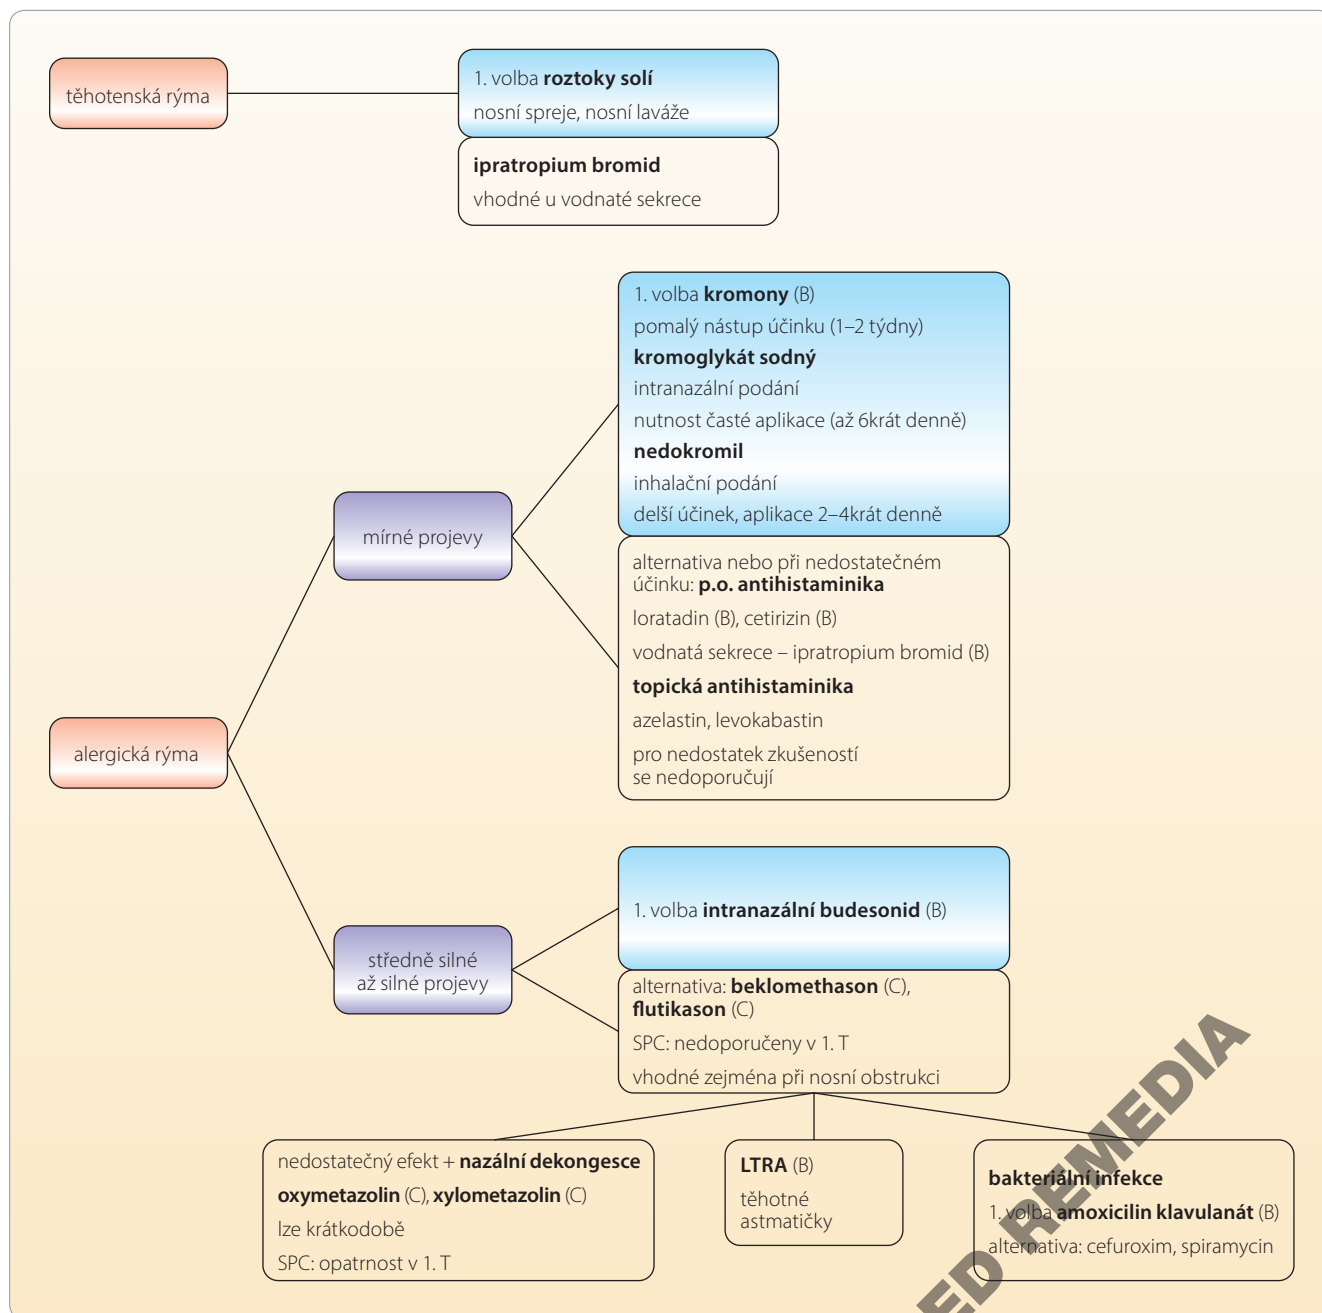 těhotenská rýma
1. volba roztoky solí
nosní spreje, nosní laváže
ipratropium bromid
vhodné u vodnaté sekrece
alergická rýma
mírné projevy
1. volba kromony (B)
pomalý nástup účinku (1–2 týdny)
kromoglykát sodný
intranazální podání
nutnost časté aplikace (až 6krát denně)
nedokromil
inhalační podání
delší účinek, aplikace 2–4krát denně
alternativa nebo při nedostatečném
účinku: p.o. antihistaminika
loratadin (B), cetirizin (B)
vodnatá sekrece – ipratropium bromid (B)
topická antihistaminika
azelastin, levokabastin
pro nedostatek zkušeností
se nedoporučují
středně silné
až silné projevy
1. volba intranazální budesonid (B)
alternativa: beklomethason (C),
flutikason (C)
SPC: nedoporučeny v 1. T
vhodné zejména při nosní obstrukci
nedostatečný efekt + nazální dekongesce
oxymetazolin (C), xylometazolin (C)
lze krátkodobě
SPC: opatrnost v 1. T
LTRA (B)
těhotné
astmatičky
bakteriální infekce
1. volba amoxicilin klavulanát (B)
alternativa: cefuroxim, spiramycin
ED REMEDIA